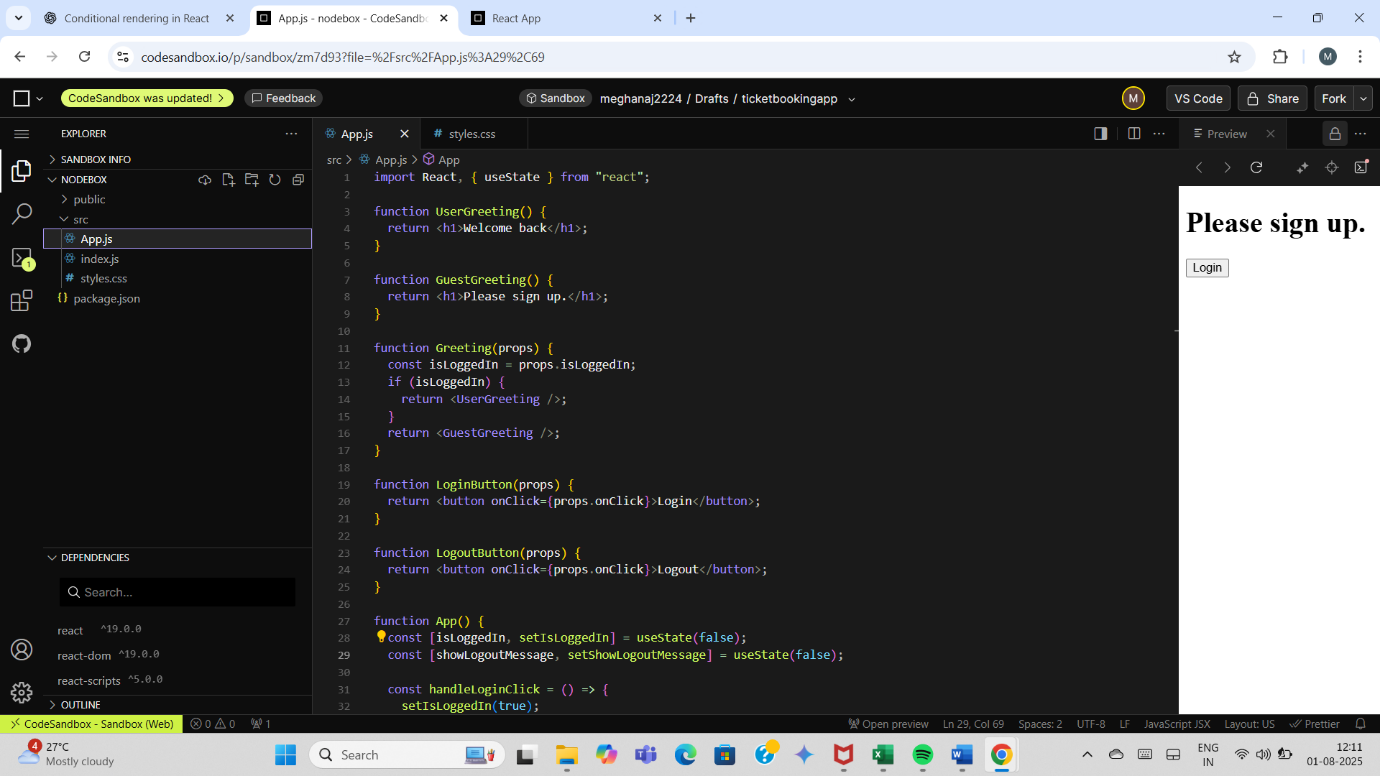 Conditional rendering in React
App.js - nodebox - CodeSandbo
React App
codesandbox.io/p/sandbox/zm7d93?file=%2Fsrc%2FApp.js%3A29%2C69
M
CodeSandbox was updated!
Feedback
Sandbox
meghanaj2224 / Drafts / ticketbookingapp
M
VS Code
Share
Fork
EXPLORER
SANDBOX INFO
NODEBOX
public
src
App.js
index.js
# styles.css
{} package.json
1
DEPENDENCIES
Search...
react ^19.0.0
react-dom ^19.0.0
react-scripts ^5.0.0
OUTLINE
App.js
# styles.css
src > App.js > App
1 import React, { useState } from "react";
2
3 function UserGreeting() {
4 return <h1>Welcome back</h1>;
5 }
6
7 function GuestGreeting() {
8 return <h1>Please sign up.</h1>;
9 }
10
11 function Greeting(props) {
12 const isLoggedIn = props.isLoggedIn;
13 if (isLoggedIn) {
14 return <UserGreeting />;
15 }
16 return <GuestGreeting />;
17 }
18
19 function LoginButton(props) {
20 return <button onClick={props.onClick}>Login</button>;
21 }
22
23 function LogoutButton(props) {
24 return <button onClick={props.onClick}>Logout</button>;
25 }
26
27 function App() {
28 const [isLoggedIn, setIsLoggedIn] = useState(false);
29 const [showLogoutMessage, setShowLogoutMessage] = useState(false);
30
31 const handleLoginClick = () => {
32 setIsLoggedIn(true);
Preview
Please sign up.
Login
CodeSandbox - Sandbox (Web)
0 0
1
Open preview
Ln 29, Col 69
Spaces: 2
UTF-8
LF
JavaScript JSX
Layout: US
Prettier
4
27°C
Mostly cloudy
Search
ENG
IN
12:11
01-08-2025